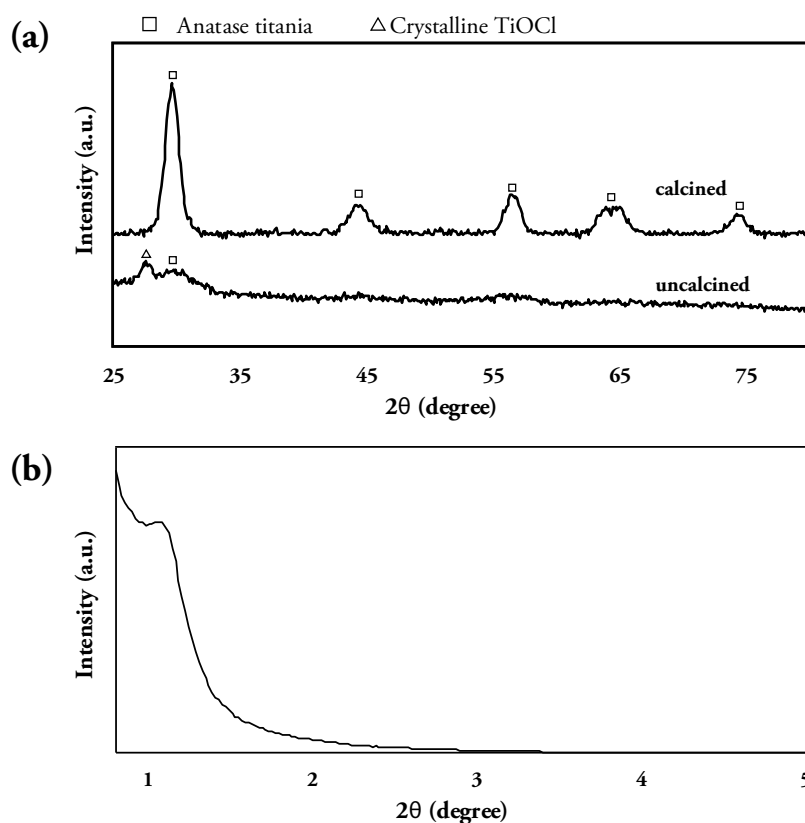 □ Anatase titania △ Crystalline TiOCl
(a)
Intensity (a.u.)
calcined
uncalcined
25 35 45 55 65 75
2θ (degree)
(b)
Intensity (a.u.)
1 2 3 4 5
2θ (degree)